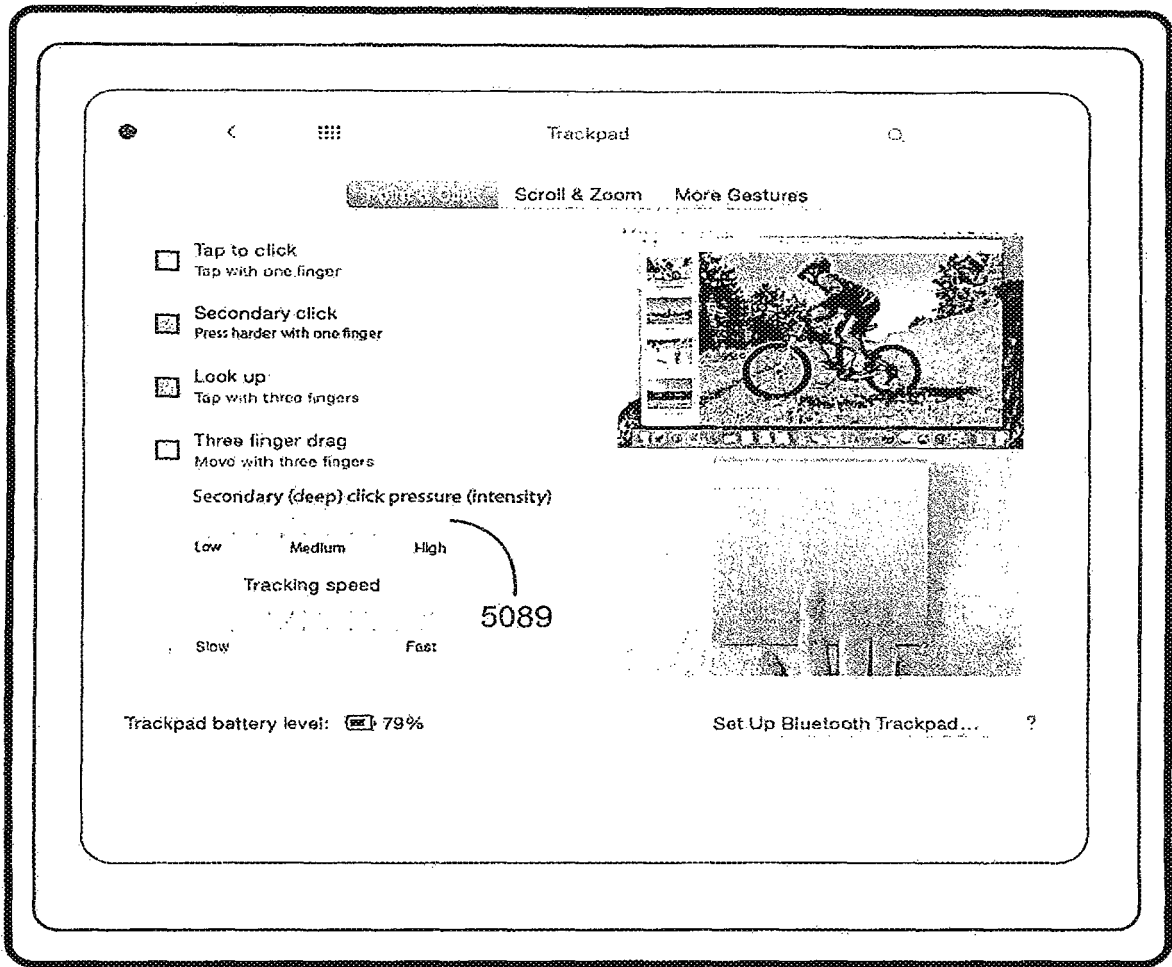 Trackpad
Scroll & Zoom More Gestures
Tap to click
Tap with one finger
Secondary click
Press harder with one finger
Look up
Tap with three fingers
Three finger drag
Move with three fingers
Secondary (deep) click pressure (intensity)
Low Medium High
Tracking speed
5089
Slow Fast
Trackpad battery level: 79%
Set Up Bluetooth Trackpad... ?